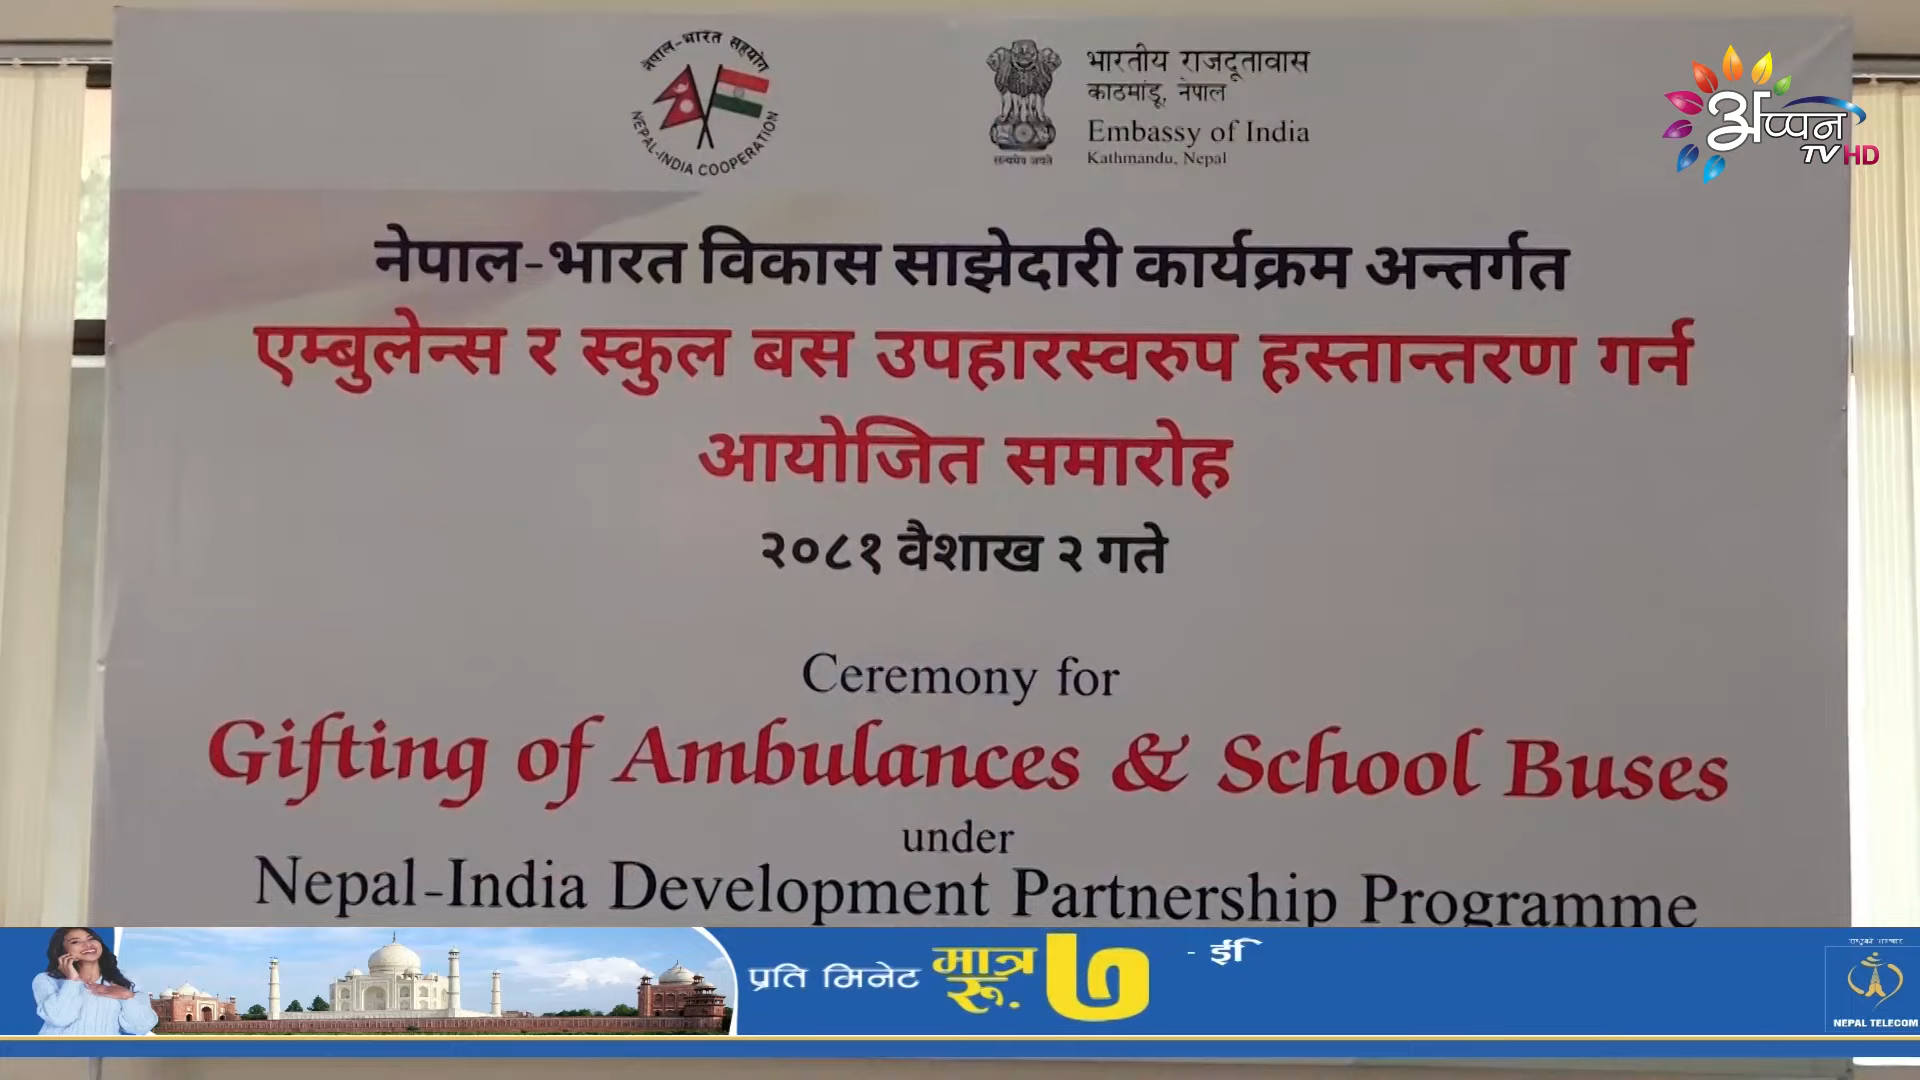 नेपाल-भारत सहयोग
NEPAL-INDIA COOPERATION
भारतीय राजदूतावास
काठमांडू, नेपाल
Embassy of India
Kathmandu, Nepal
सत्यमेव जयते
अप्पन
TV HD
नेपाल-भारत विकास साझेदारी कार्यक्रम अन्तर्गत
एम्बुलेन्स र स्कुल बस उपहारस्वरुप हस्तान्तरण गर्न
आयोजित समारोह
२०८१ वैशाख २ गते
Ceremony for
Gifting of Ambulances & School Buses
under
Nepal-India Development Partnership Programme
प्रति मिनेट मात्र रू. ७
NEPAL TELECOM